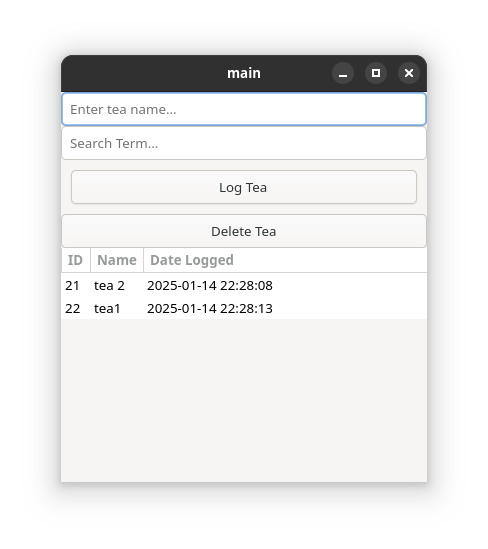 main
Enter tea name...
Search Term...
Log Tea
Delete Tea
ID Name Date Logged
21 tea 2 2025-01-14 22:28:08
22 tea1 2025-01-14 22:28:13